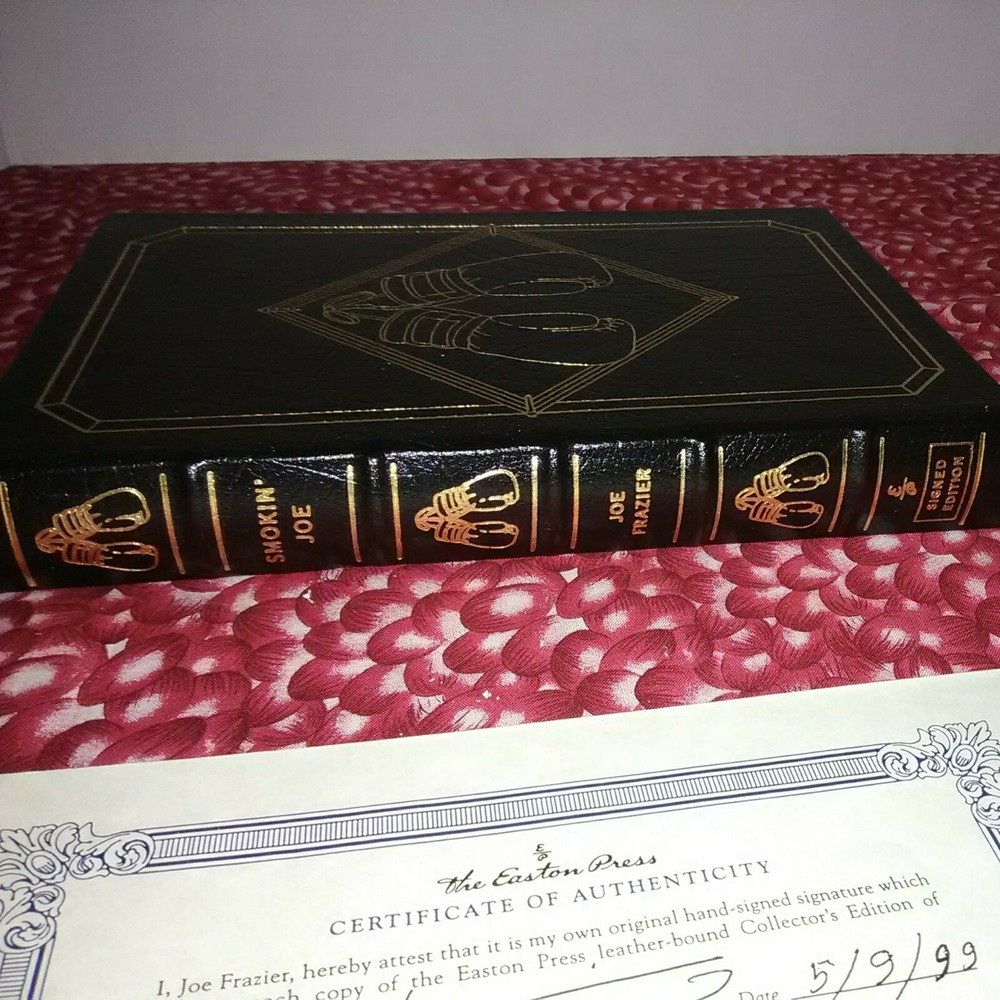 SMOKIN'
JOE
JOE
FRAZIER
SIGNED
EDITION
the Easton Press
CERTIFICATE OF AUTHENTICITY
I, Joe Frazier, hereby attest that it is my own original hand-signed signature which
copy of the Easton Press leather-bound Collector's Edition of
Date 5/9/99